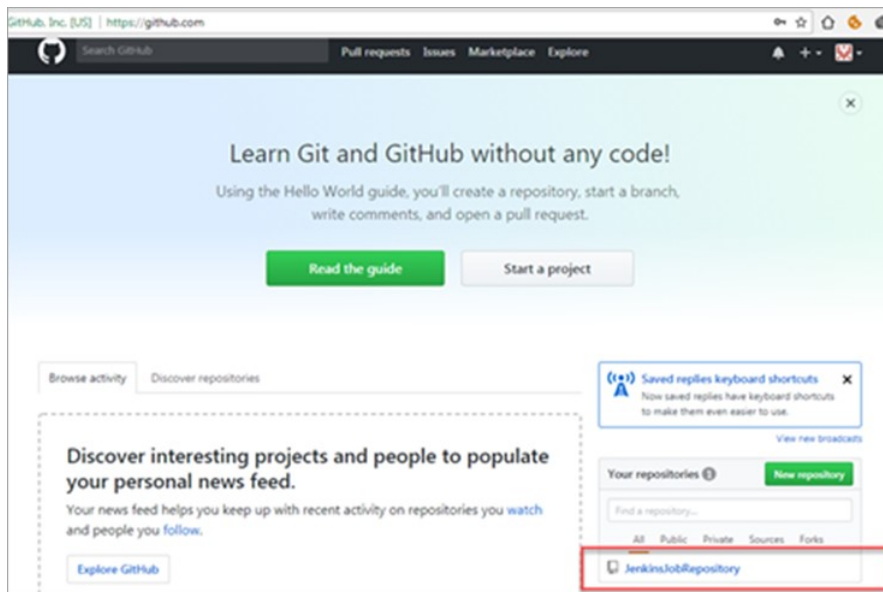 GitHub, Inc. [US] | https://github.com
Search GitHub
Pull requests Issues Marketplace Explore
Learn Git and GitHub without any code!
Using the Hello World guide, you'll create a repository, start a branch,
write comments, and open a pull request.
Read the guide
Start a project
Browse activity
Discover repositories
Discover interesting projects and people to populate
your personal news feed.
Your news feed helps you keep up with recent activity on repositories you watch
and people you follow.
Explore GitHub
Saved replies keyboard shortcuts
Now saved replies have keyboard shortcuts
to make them even easier to use.
View new broadcasts
Your repositories
New repository
Find a repository...
All Public Private Sources Forks
JenkinsJobRepository